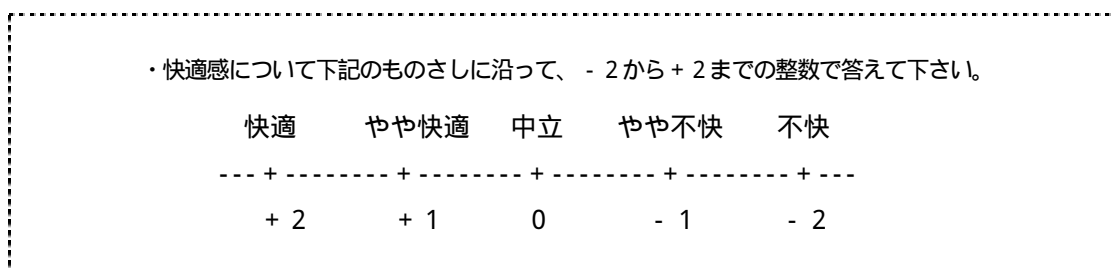 ・快適感について下記のものさしに沿って、 - 2から+ 2までの整数で答えて下さい。
快適 やや快適 中立 やや不快 不快
--- + -------- + -------- + -------- + -------- + ---
+ 2 + 1 0 - 1 - 2